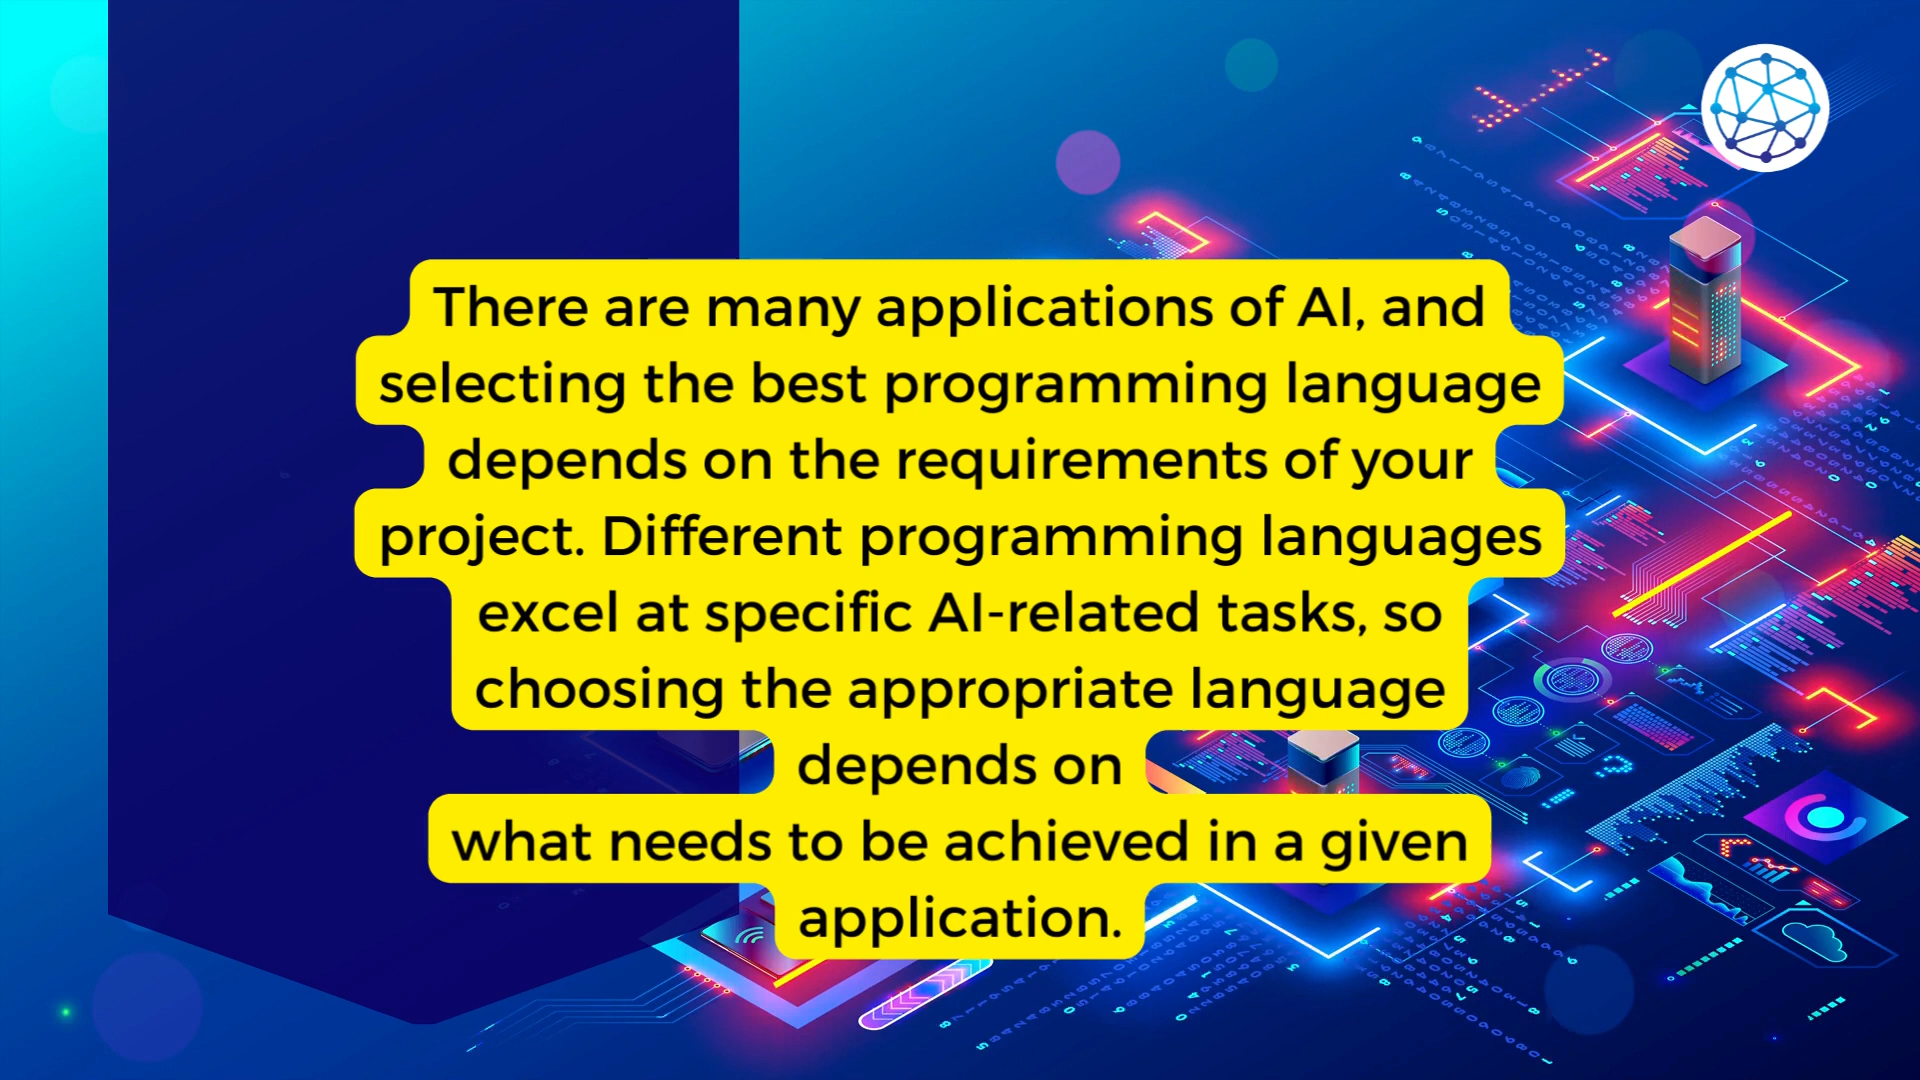 There are many applications of AI, and
selecting the best programming language
depends on the requirements of your
project. Different programming languages
excel at specific AI-related tasks, so
choosing the appropriate language
depends on
what needs to be achieved in a given
application.